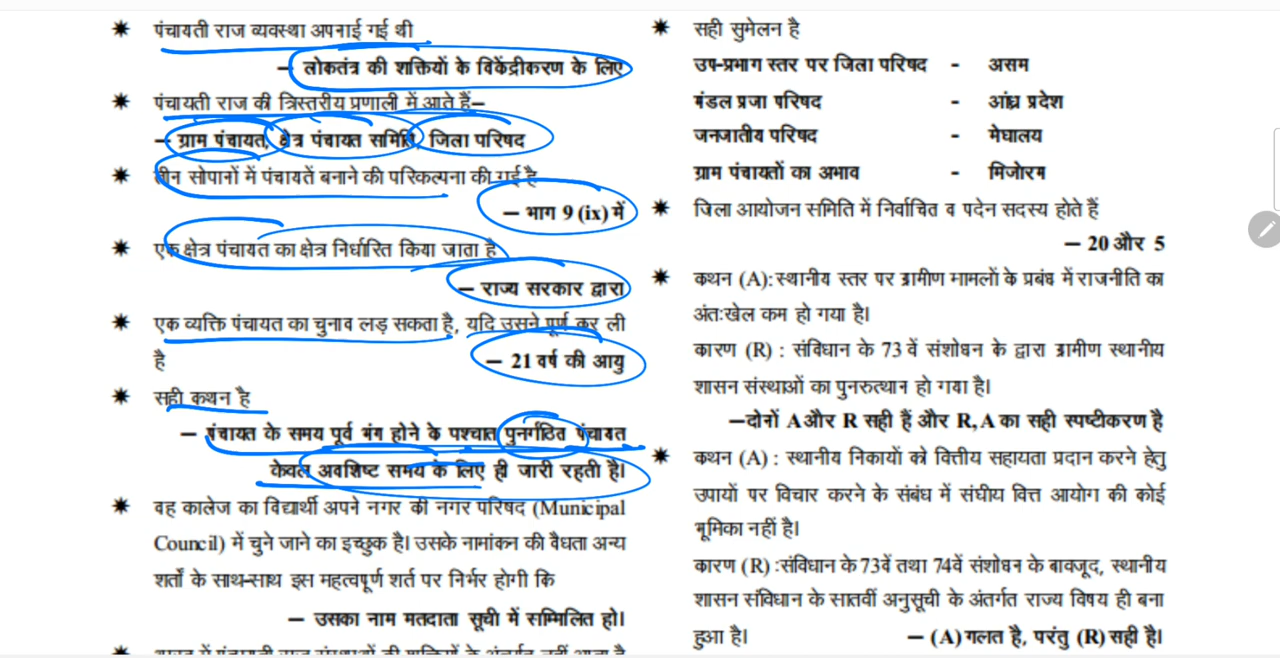 ✷ पंचायती राज व्यवस्था अपनाई गई थी
– लोकतंत्र की शक्तियों के विकेंद्रीकरण के लिए
✷ पंचायती राज की त्रिस्तरीय प्रणाली में आते हैं–
– ग्राम पंचायत, क्षेत्र पंचायत समिति, जिला परिषद
✷ तीन सोपानों में पंचायतें बनाने की परिकल्पना की गई है
– भाग 9 (ix) में
✷ एक क्षेत्र पंचायत का क्षेत्र निर्धारित किया जाता है
– राज्य सरकार द्वारा
✷ एक व्यक्ति पंचायत का चुनाव लड़ सकता है, यदि उसने पूर्ण कर ली
है – 21 वर्ष की आयु
✷ सही कथन है
– पंचायत के समय पूर्व भंग होने के पश्चात पुनर्गठित पंचायत
केवल अवशिष्ट समय के लिए ही जारी रहती है।
✷ वह कालेज का विद्यार्थी अपने नगर की नगर परिषद (Municipal
Council) में चुने जाने का इच्छुक है। उसके नामांकन की वैधता अन्य
शर्तों के साथ-साथ इस महत्वपूर्ण शर्त पर निर्भर होगी कि
– उसका नाम मतदाता सूची में सम्मिलित हो।
✷ भारत में पंचायती राज संस्थाओं की शक्तियों के अंतर्गत नहीं आता है
✷ सही सुमेलन है
उप-प्रभाग स्तर पर जिला परिषद - असम
मंडल प्रजा परिषद - आंध्र प्रदेश
जनजातीय परिषद - मेघालय
ग्राम पंचायतों का अभाव - मिजोरम
✷ जिला आयोजन समिति में निर्वाचित व पदेन सदस्य होते हैं
– 20 और 5
✷ कथन (A): स्थानीय स्तर पर ग्रामीण मामलों के प्रबंध में राजनीति का
अंतःखेल कम हो गया है।
कारण (R) : संविधान के 73 वें संशोधन के द्वारा ग्रामीण स्थानीय
शासन संस्थाओं का पुनरुत्थान हो गया है।
–दोनों A और R सही हैं और R, A का सही स्पष्टीकरण है
✷ कथन (A) : स्थानीय निकायों को वित्तीय सहायता प्रदान करने हेतु
उपायों पर विचार करने के संबंध में संघीय वित्त आयोग की कोई
भूमिका नहीं है।
कारण (R) :संविधान के 73वें तथा 74वें संशोधन के बावजूद, स्थानीय
शासन संविधान के सातवीं अनुसूची के अंतर्गत राज्य विषय ही बना
हुआ है। – (A) गलत है, परंतु (R) सही है।